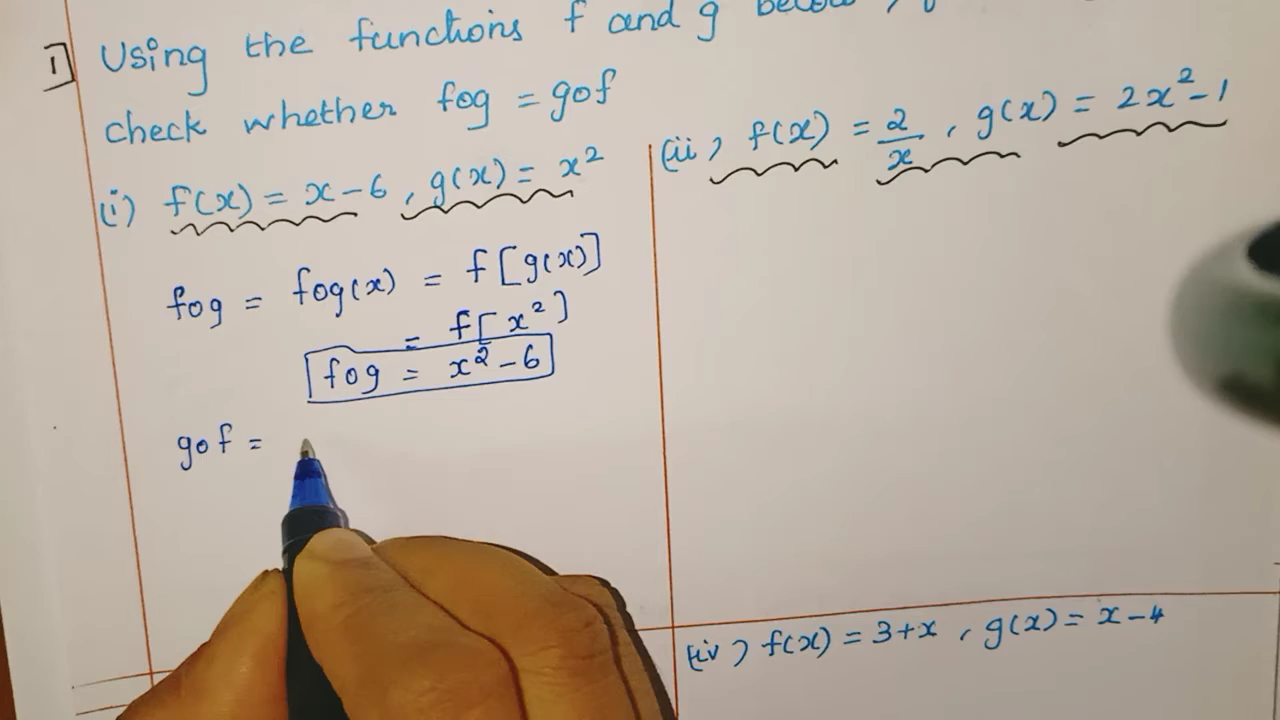 1] Using the functions f and g below,
check whether fog = gof
(i) f(x) = x-6, g(x) = x²
fog = fog(x) = f[g(x)]
= f[x²]
fog = x²-6
gof =
(ii) f(x) = 2/x, g(x) = 2x²-1
(iv) f(x) = 3+x, g(x) = x-4